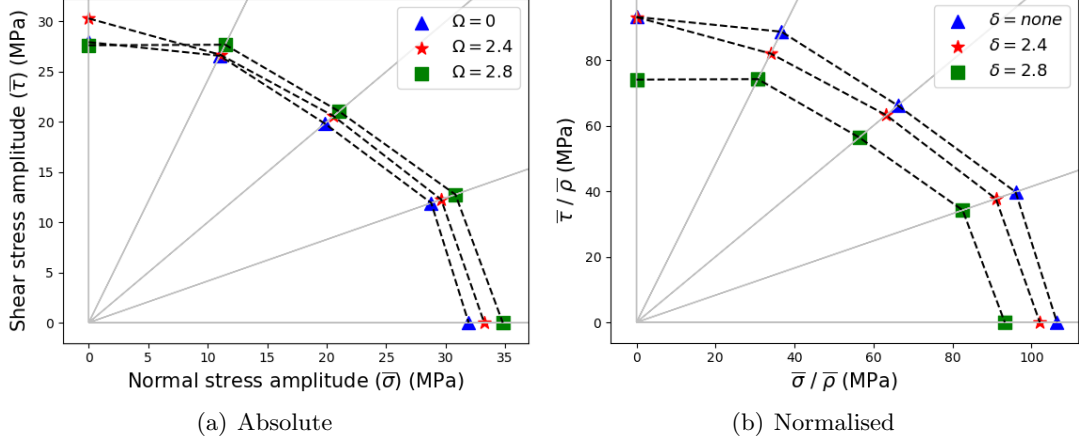 Shear stress amplitude (τ̅) (MPa)
30
25
20
15
10
5
0
0 5 10 15 20 25 30 35
Normal stress amplitude (σ̅) (MPa)
Ω = 0
Ω = 2.4
Ω = 2.8
(a) Absolute
τ̅ / ρ̅ (MPa)
80
60
40
20
0
0 20 40 60 80 100
σ̅ / ρ̅ (MPa)
δ = none
δ = 2.4
δ = 2.8
(b) Normalised